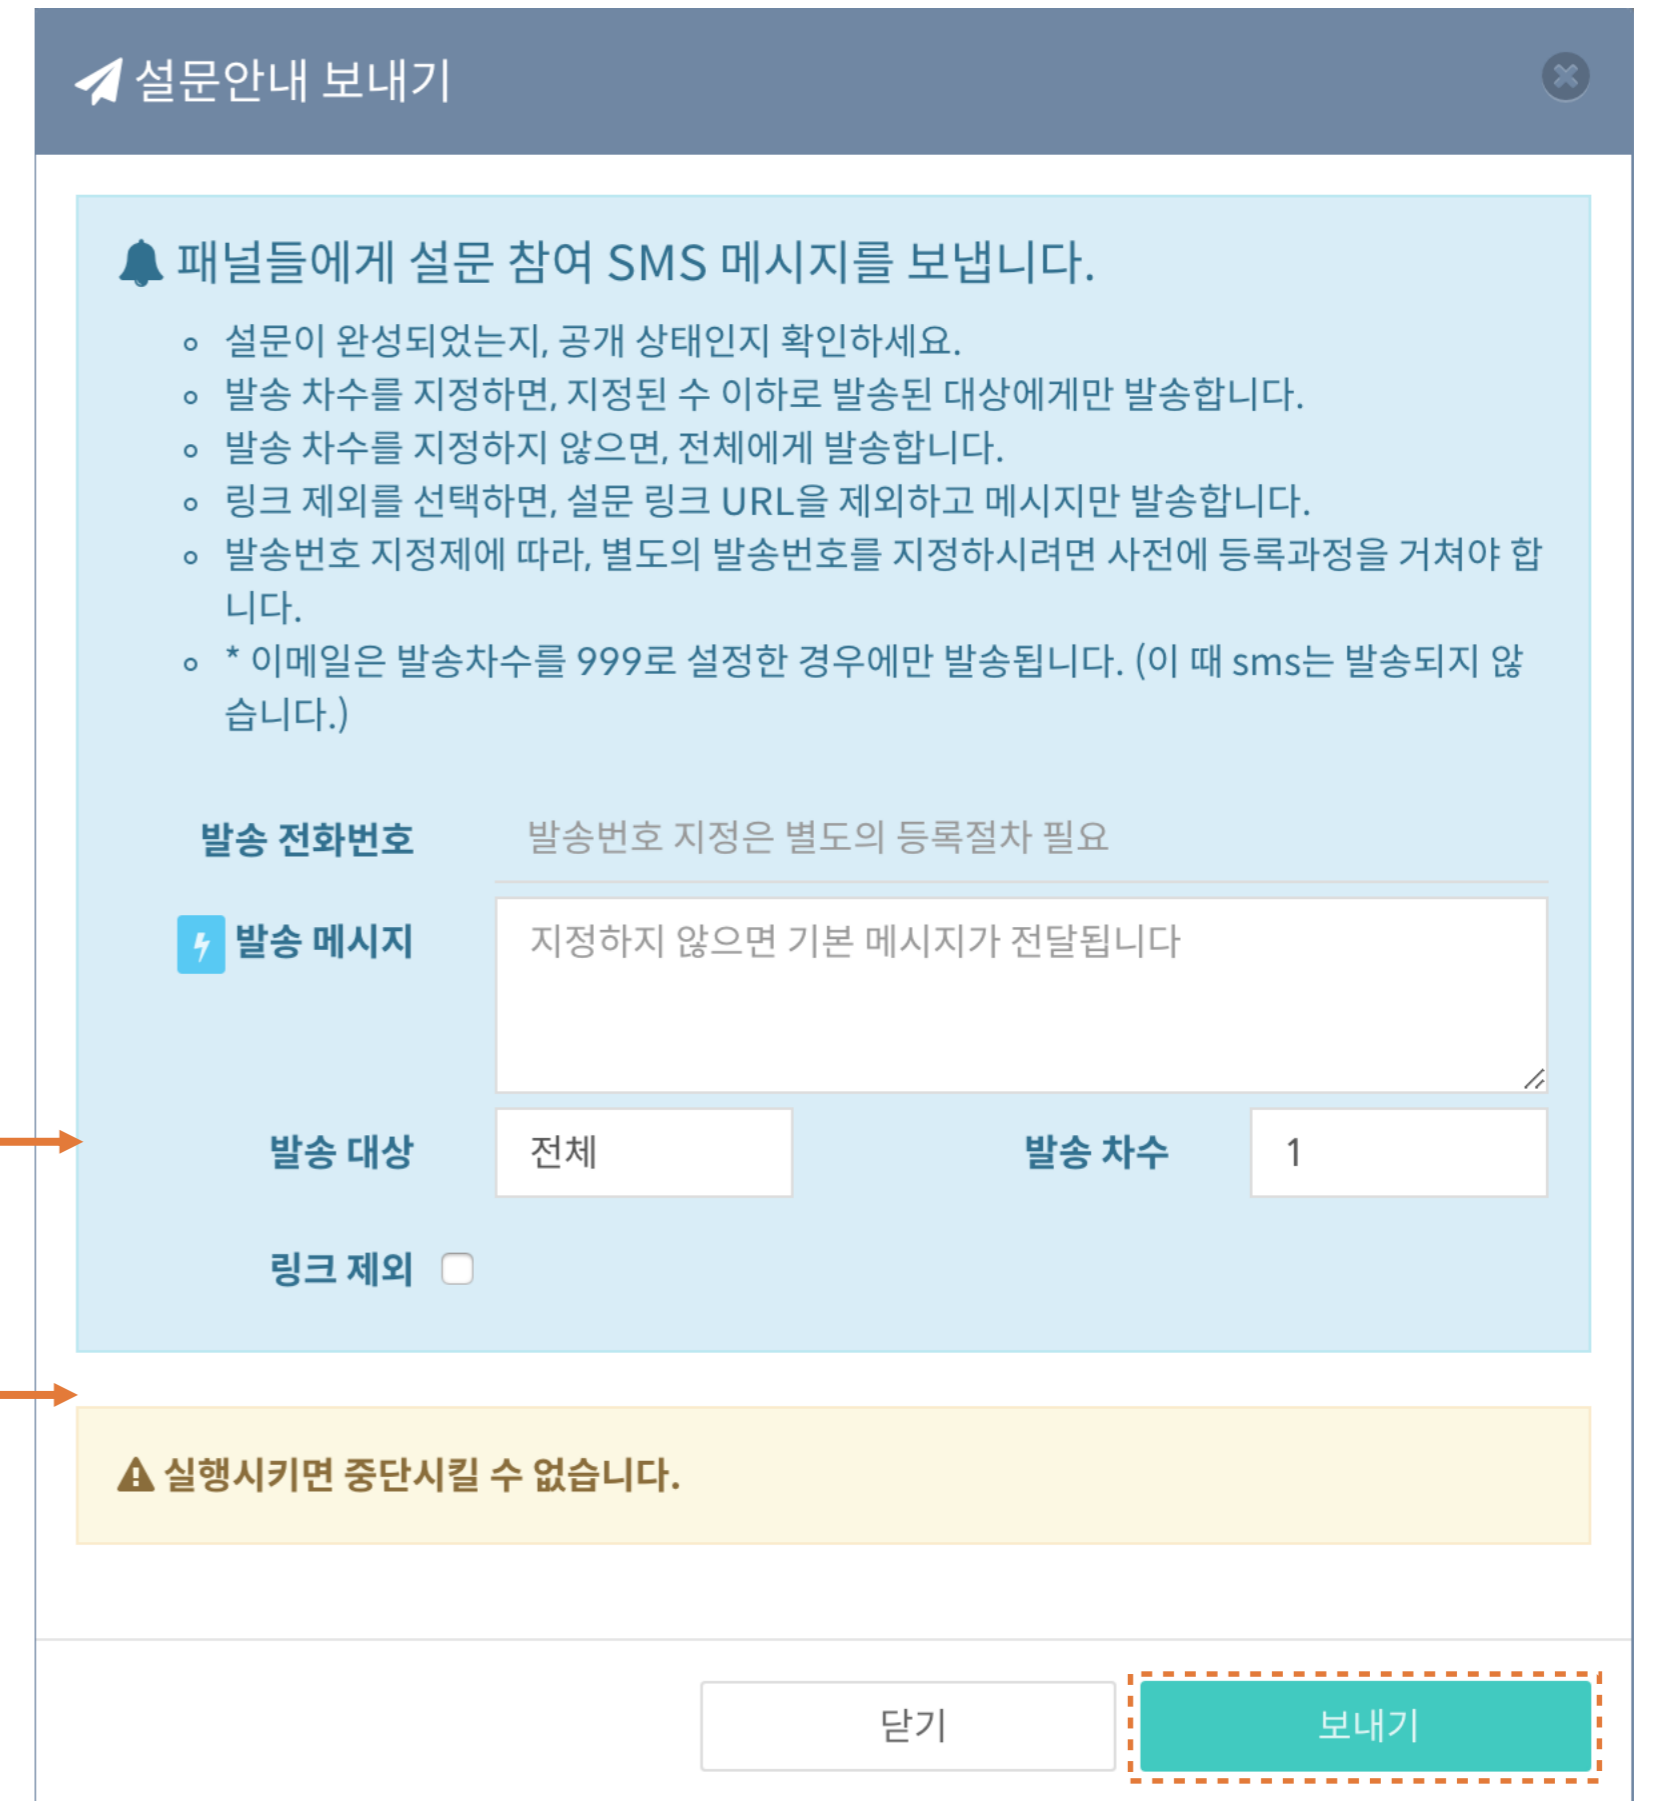 설문안내 보내기
패널들에게 설문 참여 SMS 메시지를 보냅니다.
설문이 완성되었는지, 공개 상태인지 확인하세요.
발송 차수를 지정하면, 지정된 수 이하로 발송된 대상에게만 발송합니다.
발송 차수를 지정하지 않으면, 전체에게 발송합니다.
링크 제외를 선택하면, 설문 링크 URL을 제외하고 메시지만 발송합니다.
발송번호 지정제에 따라, 별도의 발송번호를 지정하시려면 사전에 등록과정을 거쳐야 합
니다.
* 이메일은 발송차수를 999로 설정한 경우에만 발송됩니다. (이 때 sms는 발송되지 않
습니다.)
발송 전화번호 발송번호 지정은 별도의 등록절차 필요
발송 메시지 지정하지 않으면 기본 메시지가 전달됩니다
발송 대상 전체 발송 차수 1
링크 제외
실행시키면 중단시킬 수 없습니다.
닫기 보내기